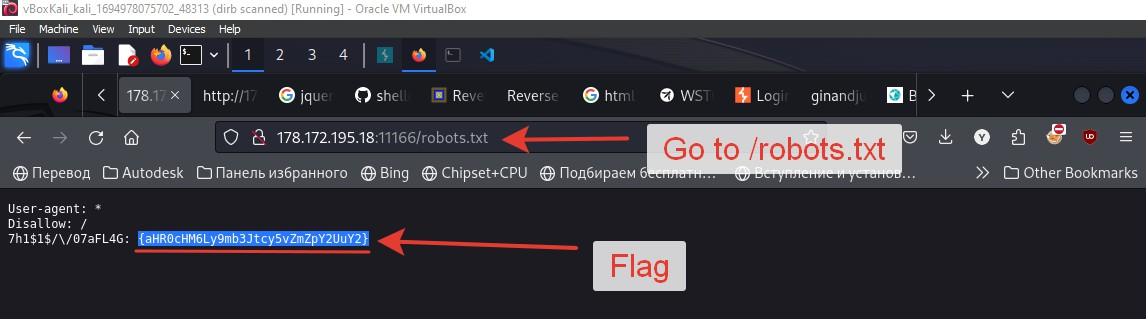 vBoxKali_kali_1694978075702_48313 (dirb scanned) [Running] - Oracle VM VirtualBox
File Machine View Input Devices Help
1 2 3 4
178.17 http://17 jquer shell Reve Reverse html WST Login ginandju B
178.172.195.18:11166/robots.txt
Go to /robots.txt
Перевод Autodesk Панель избранного Bing Chipset+CPU Подбираем бесплатн... Вступление и установ... Other Bookmarks
User-agent: *
Disallow: /
7h1$1$/\/07aFL4G: {aHR0cHM6Ly9mb3Jtcy5vZmZpY2UuY2}
Flag